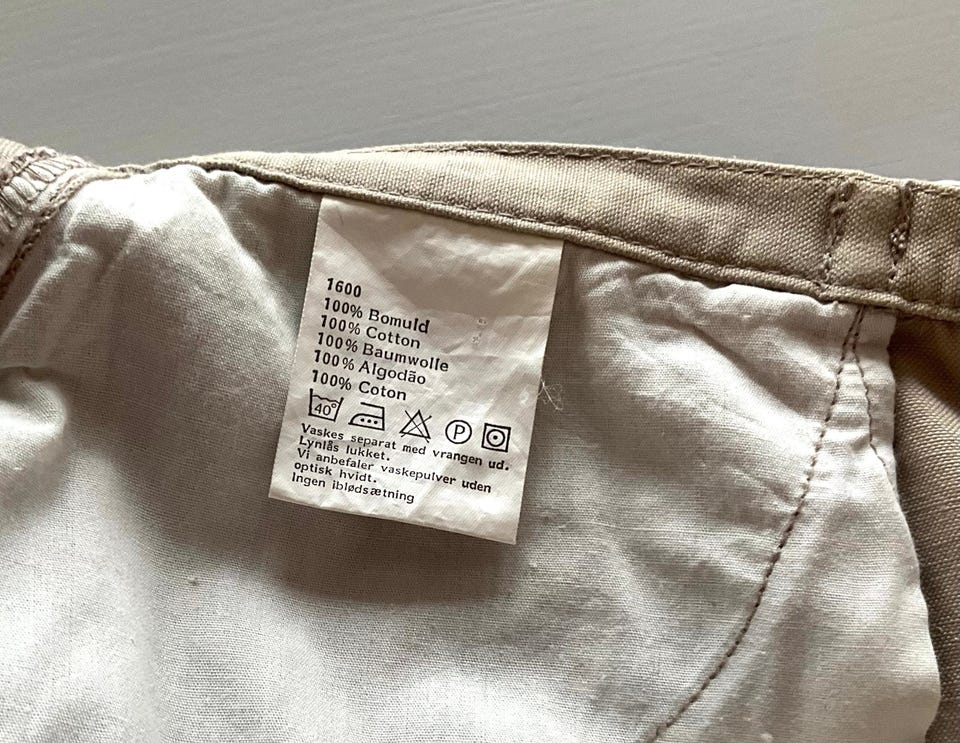 1600
100% Bomuld
100% Cotton
100% Baumwolle
100% Algodão
100% Coton
40° P
Vaskes separat med vrangen ud.
Lynlås lukket.
Vi anbefaler vaskepulver uden
optisk hvidt.
Ingen iblødsætning